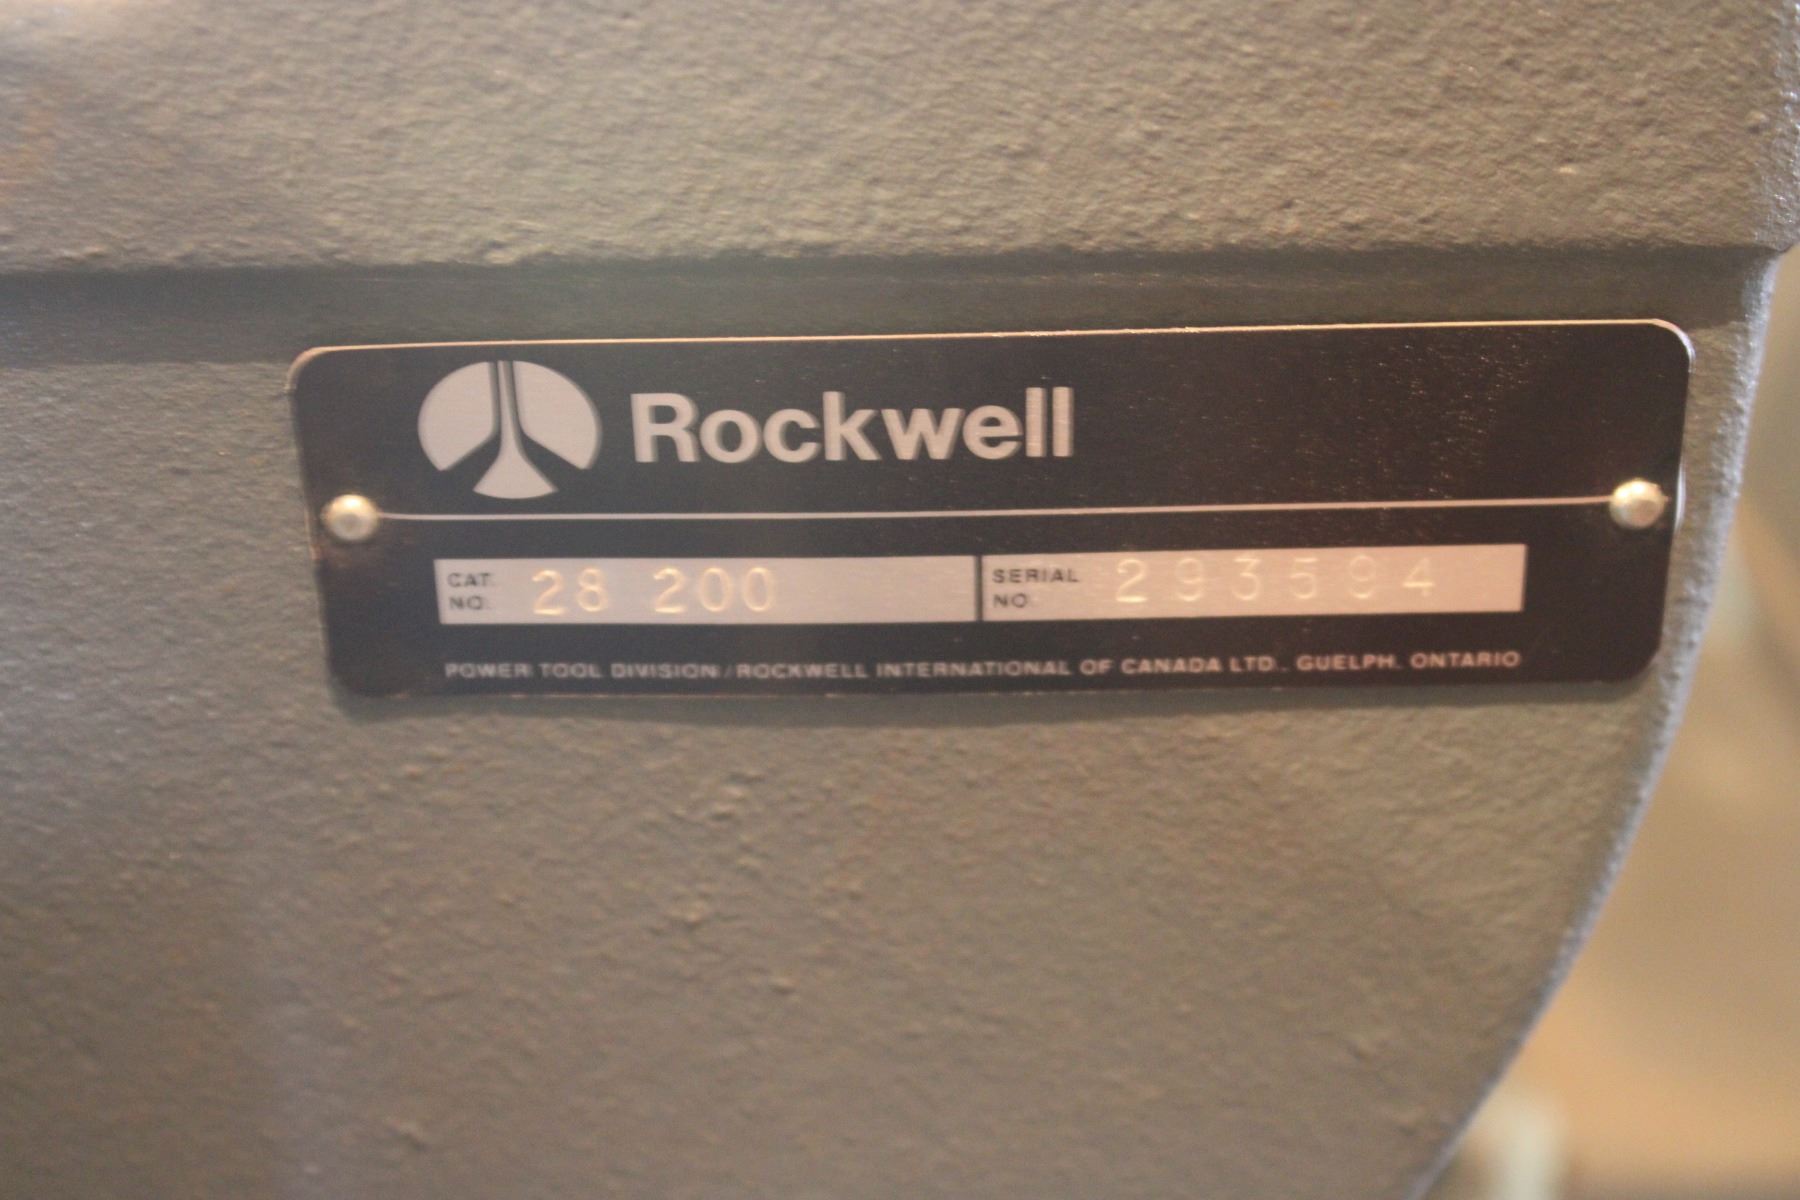 Rockwell
CAT. NO. 28 200
SERIAL NO. 293594
POWER TOOL DIVISION / ROCKWELL INTERNATIONAL OF CANADA LTD., GUELPH, ONTARIO